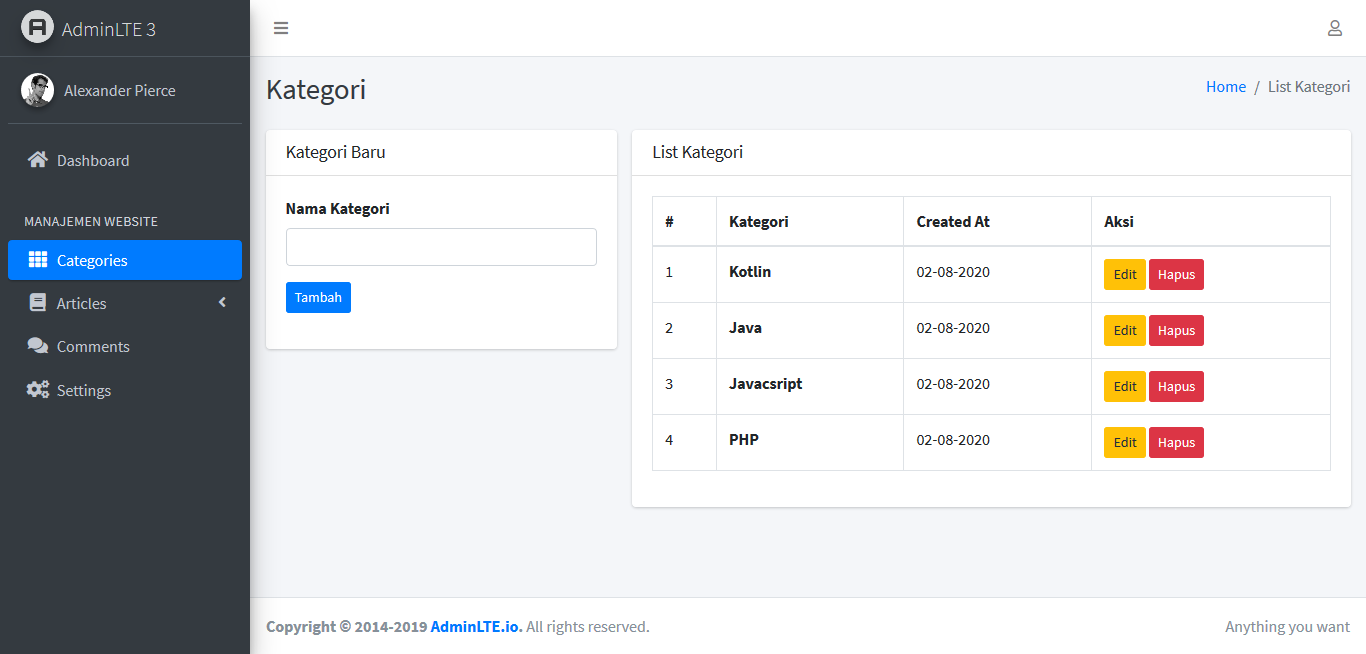 AdminLTE 3
Alexander Pierce
Dashboard
MANAJEMEN WEBSITE
Categories
Articles
Comments
Settings
Kategori
Home / List Kategori
Kategori Baru
Nama Kategori
Tambah
List Kategori
# Kategori Created At Aksi
1 Kotlin 02-08-2020 Edit Hapus
2 Java 02-08-2020 Edit Hapus
3 Javacsript 02-08-2020 Edit Hapus
4 PHP 02-08-2020 Edit Hapus
Copyright © 2014-2019 AdminLTE.io. All rights reserved.
Anything you want